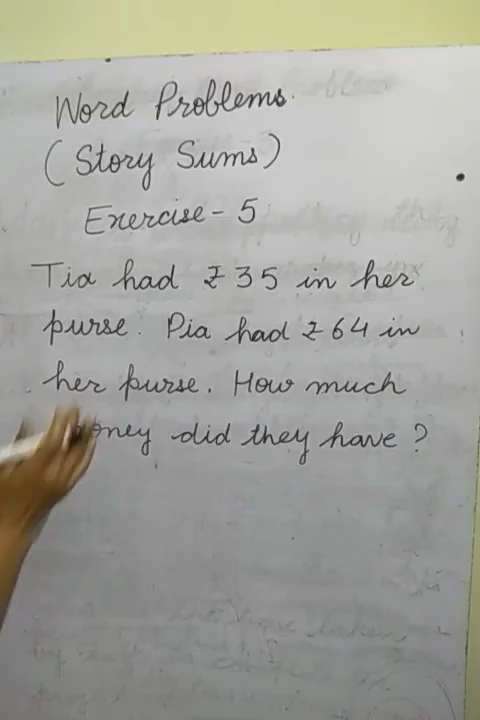 Word Problems.
(Story Sums)
Exercise - 5
Tia had ₹35 in her
purse. Pia had ₹64 in
her purse. How much
money did they have ?